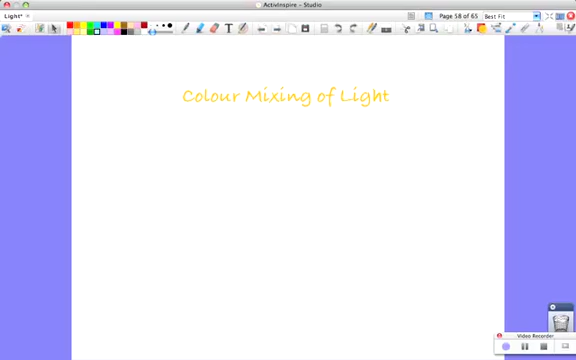 ActivInspire - Studio
Light*
Page 58 of 65
Best Fit
Colour Mixing of Light
Video Recorder